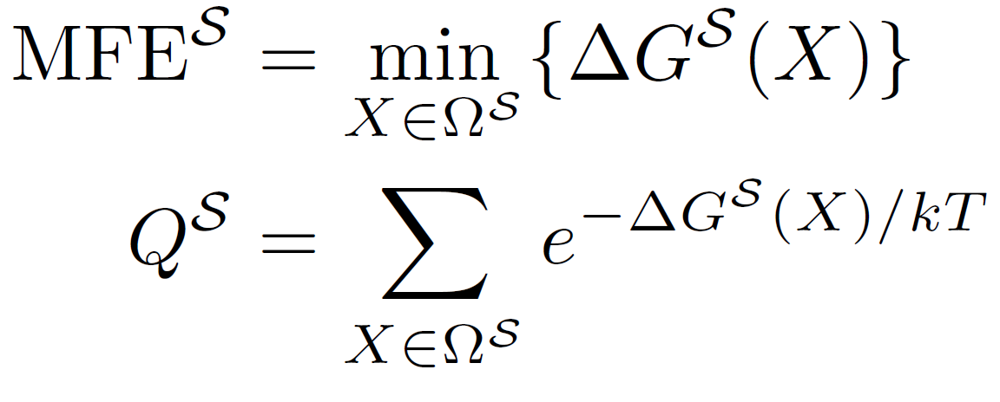 MFE^𝒮 = min_{X∈Ω^𝒮} {ΔG^𝒮(X)}
Q^𝒮 = ∑_{X∈Ω^𝒮} e^{−ΔG^𝒮(X)/kT}